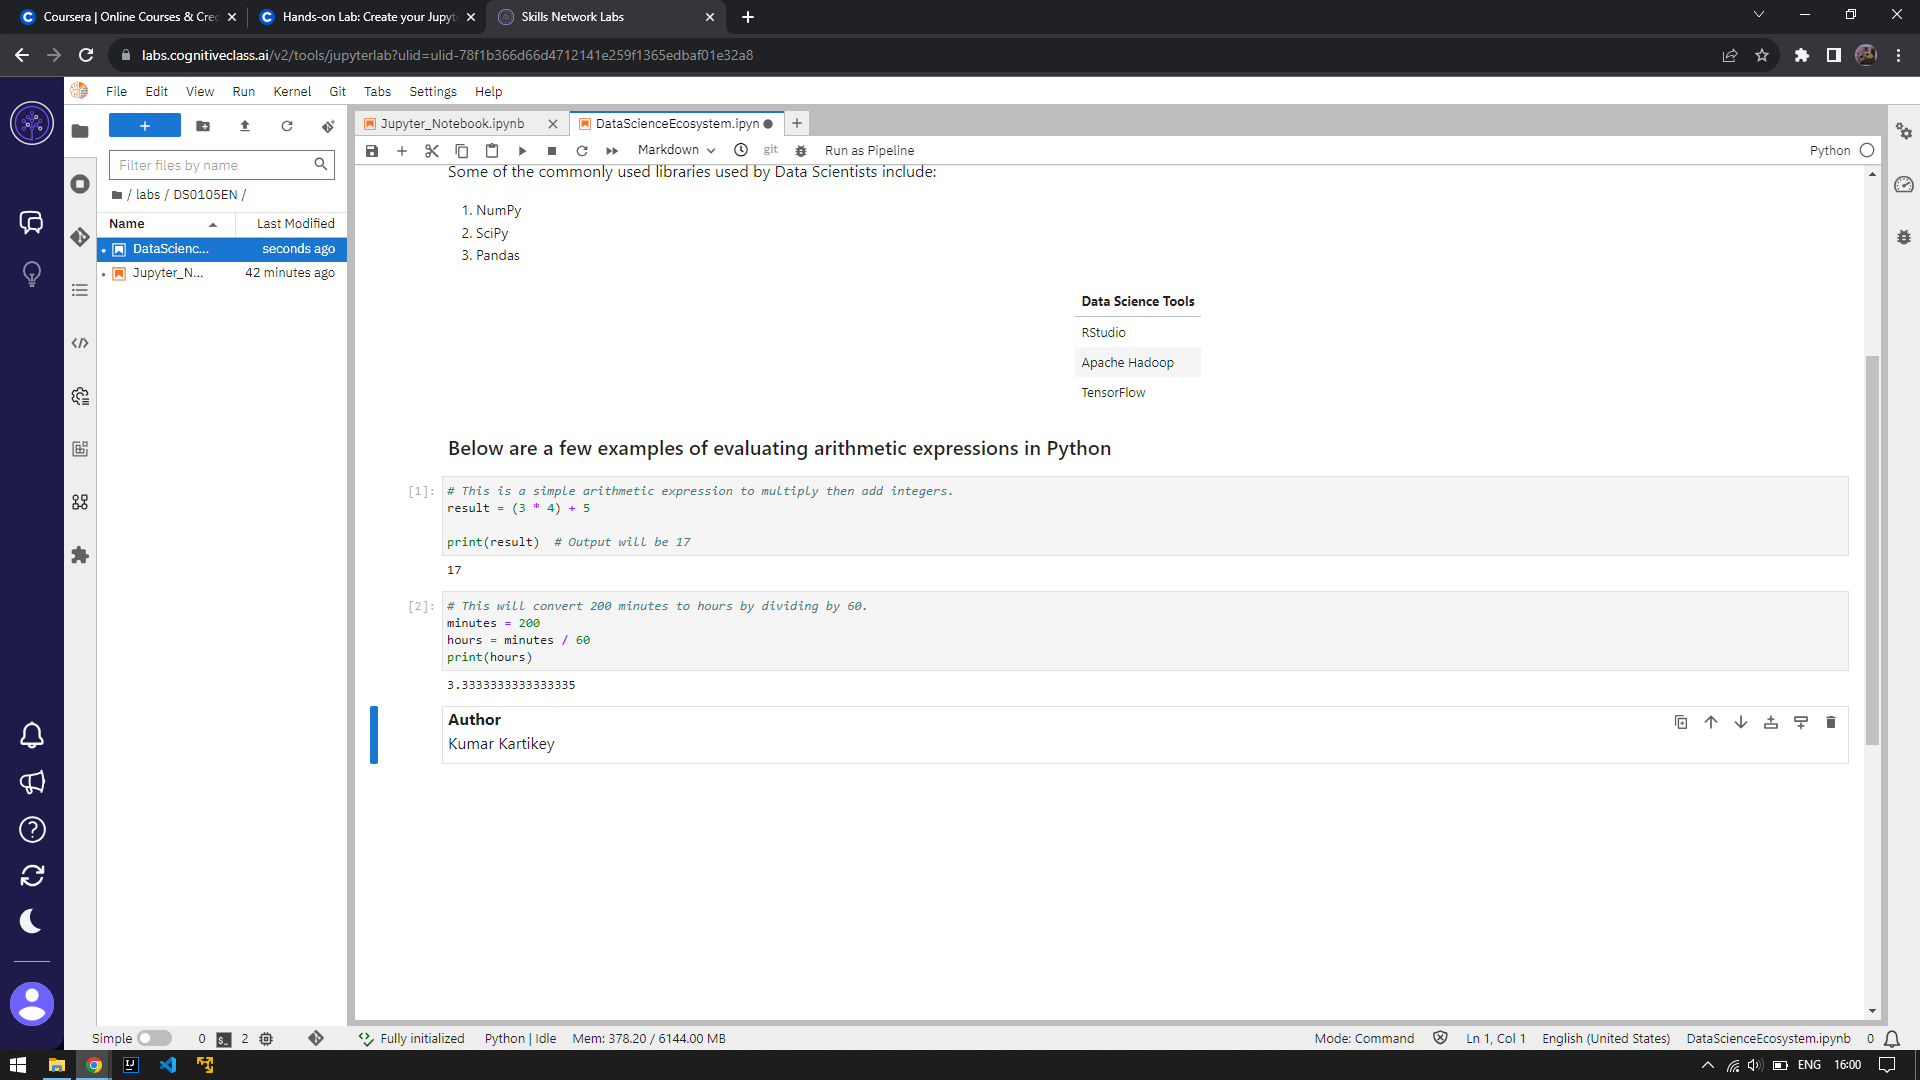 Coursera | Online Courses & Cre
Hands-on Lab: Create your Jupyt
Skills Network Labs
labs.cognitiveclass.ai/v2/tools/jupyterlab?ulid=ulid-78f1b366d66d4712141e259f1365edbaf01e32a8
File Edit View Run Kernel Git Tabs Settings Help
Jupyter_Notebook.ipynb
DataScienceEcosystem.ipyn
Filter files by name
Markdown
git
Run as Pipeline
Python
/ labs / DS0105EN /
Name
Last Modified
DataScienc... seconds ago
Jupyter_N... 42 minutes ago
Some of the commonly used libraries used by Data Scientists include:
1. NumPy
2. SciPy
3. Pandas
Data Science Tools
RStudio
Apache Hadoop
TensorFlow
Below are a few examples of evaluating arithmetic expressions in Python
[1]: # This is a simple arithmetic expression to multiply then add integers.
result = (3 * 4) + 5
print(result)  # Output will be 17
17
[2]: # This will convert 200 minutes to hours by dividing by 60.
minutes = 200
hours = minutes / 60
print(hours)
3.3333333333333335
Author
Kumar Kartikey
Simple 0 $_ 2 Fully initialized Python | Idle Mem: 378.20 / 6144.00 MB Mode: Command Ln 1, Col 1 English (United States) DataScienceEcosystem.ipynb 0
IJ
ENG 16:00